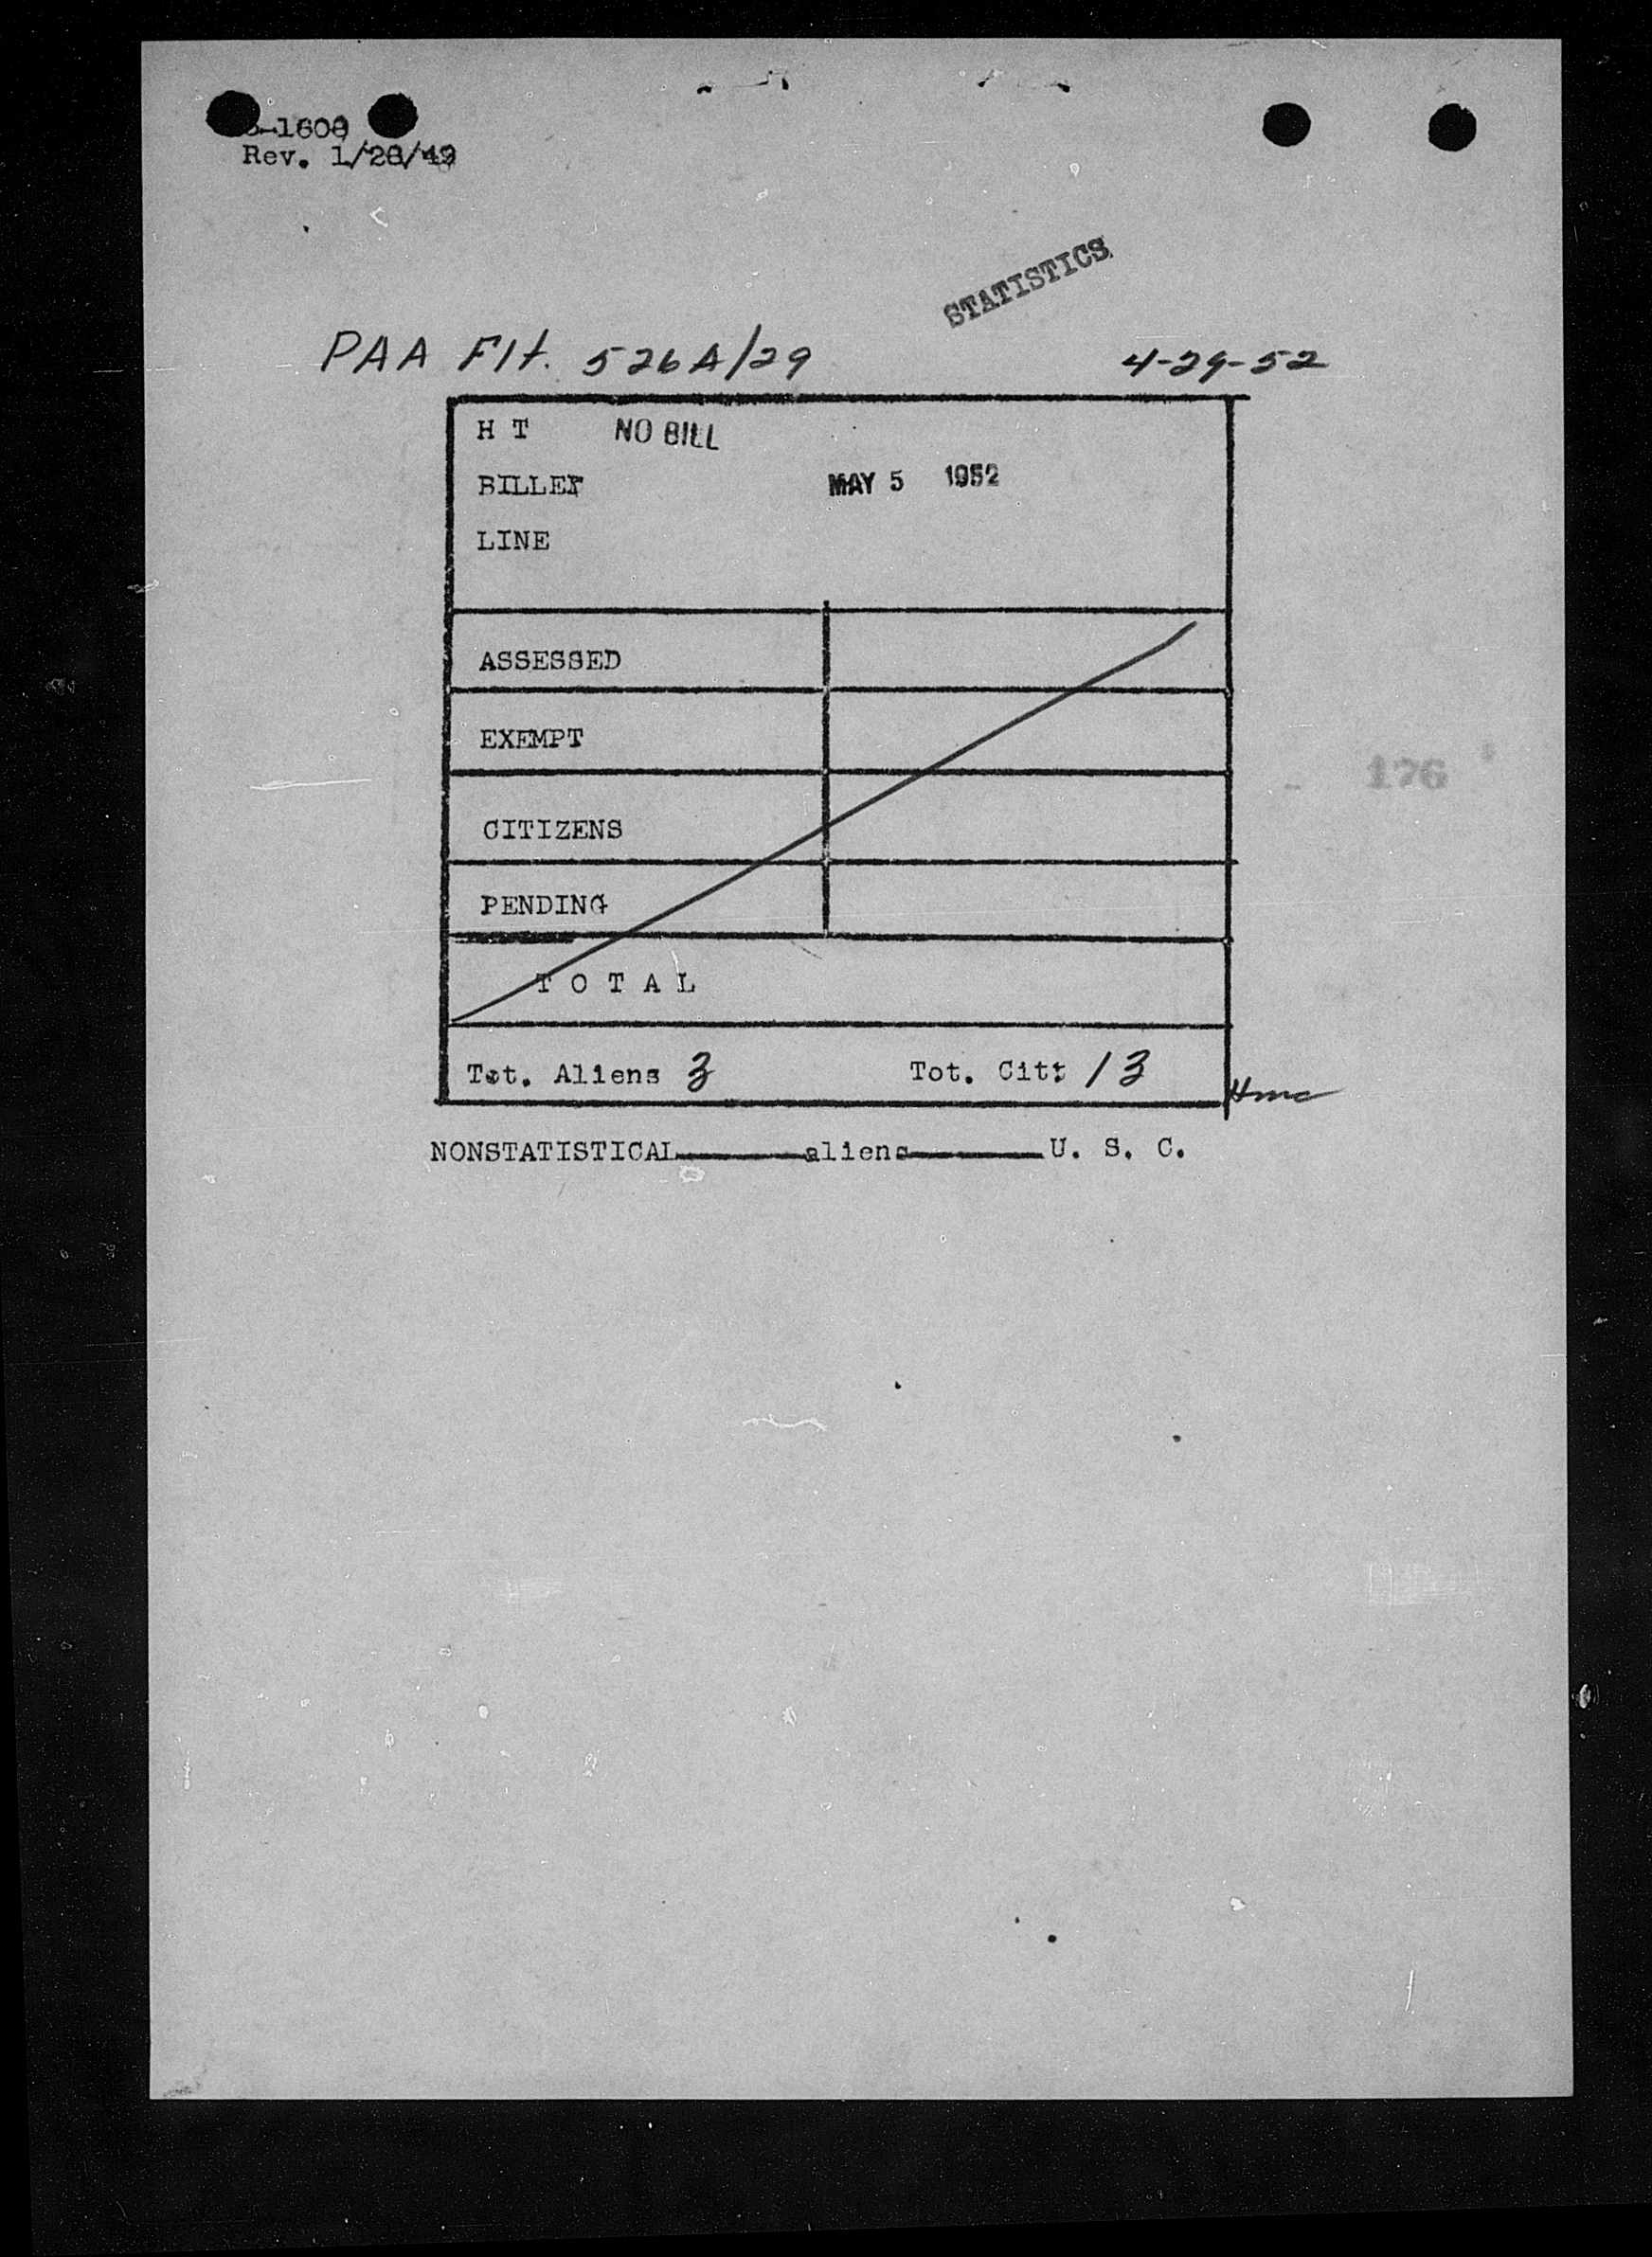 -1608
Rev. 1/28/49
STATISTICS
PAA Flt. 526A/29 4-29-52
H T NO BILL
BILLET MAY 5 1952
LINE
ASSESSED
EXEMPT
176
CITIZENS
PENDING
T O T A L
Tot. Aliens 3 Tot. Cit: 13
Hmc
NONSTATISTICAL aliens U. S. C.